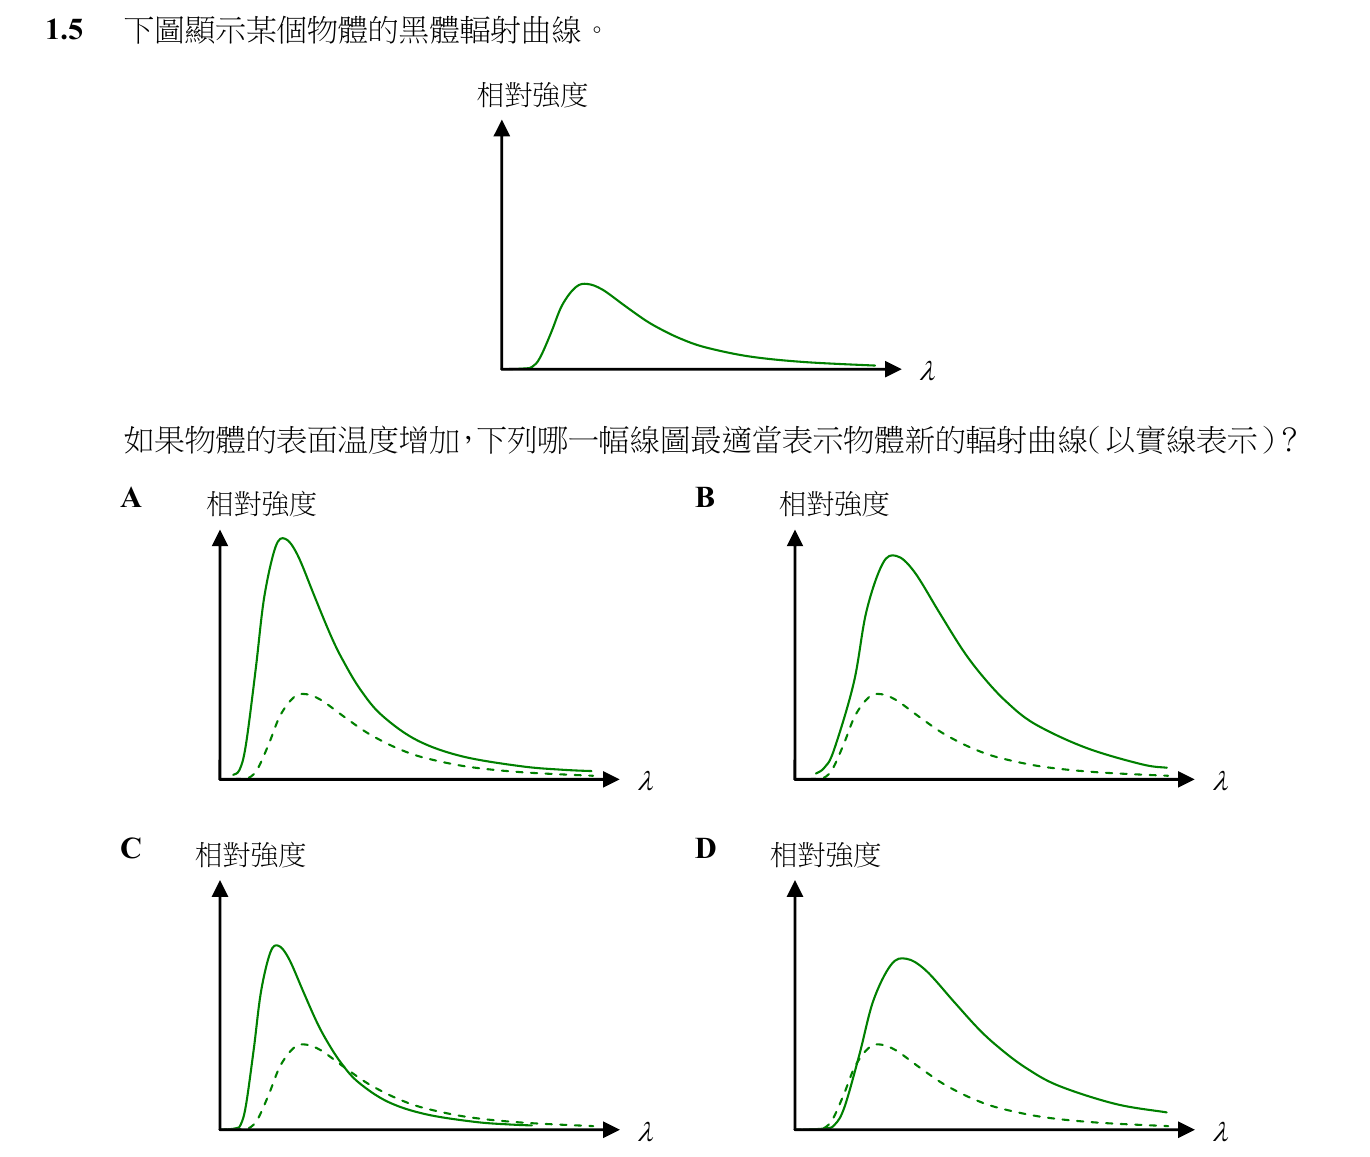 1.5 下圖顯示某個物體的黑體輻射曲線。
相對強度
λ
如果物體的表面温度增加,下列哪一幅線圖最適當表示物體新的輻射曲線(以實線表示)?
A 相對強度 B 相對強度
λ λ
C 相對強度 D 相對強度
λ λ